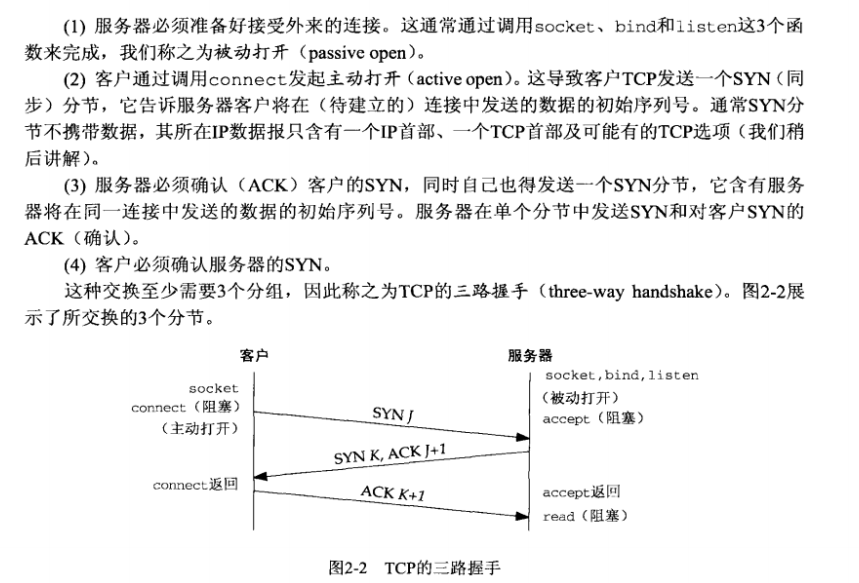 (1) 服务器必须准备好接受外来的连接。这通常通过调用socket、bind和listen这3个函
数来完成，我们称之为被动打开（passive open）。
(2) 客户通过调用connect发起主动打开（active open）。这导致客户TCP发送一个SYN（同
步）分节，它告诉服务器客户将在（待建立的）连接中发送的数据的初始序列号。通常SYN分
节不携带数据，其所在IP数据报只含有一个IP首部、一个TCP首部及可能有的TCP选项（我们稍
后讲解）。
(3) 服务器必须确认（ACK）客户的SYN，同时自己也得发送一个SYN分节，它含有服务
器将在同一连接中发送的数据的初始序列号。服务器在单个分节中发送SYN和对客户SYN的
ACK（确认）。
(4) 客户必须确认服务器的SYN。
这种交换至少需要3个分组，因此称之为TCP的三路握手（three-way handshake）。图2-2展
示了所交换的3个分节。
客户
服务器
socket
connect（阻塞）
（主动打开）
socket,bind,listen
（被动打开）
accept（阻塞）
SYN J
SYN K, ACK J+1
connect返回
ACK K+1
accept返回
read（阻塞）
图2-2 TCP的三路握手